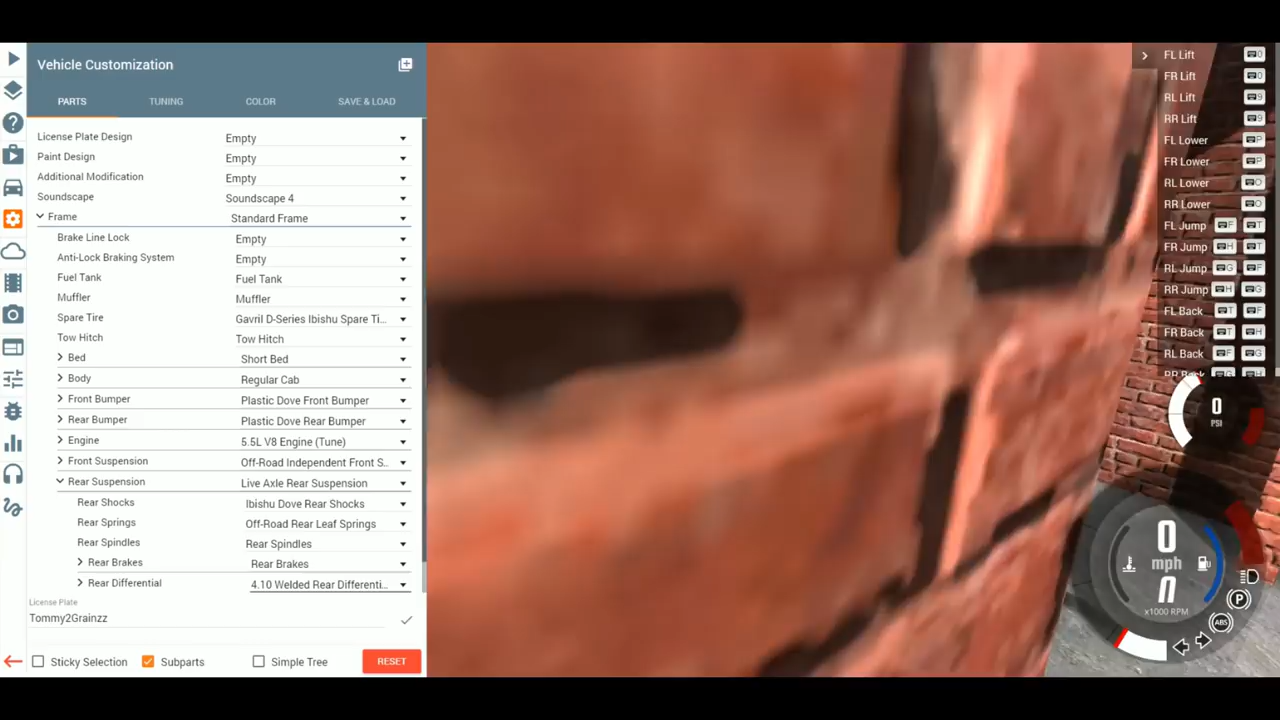 Vehicle Customization
PARTS TUNING COLOR SAVE & LOAD
License Plate Design Empty
Paint Design Empty
Additional Modification Empty
Soundscape Soundscape 4
Frame Standard Frame
Brake Line Lock Empty
Anti-Lock Braking System Empty
Fuel Tank Fuel Tank
Muffler Muffler
Spare Tire Gavril D-Series Ibishu Spare Ti...
Tow Hitch Tow Hitch
Bed Short Bed
Body Regular Cab
Front Bumper Plastic Dove Front Bumper
Rear Bumper Plastic Dove Rear Bumper
Engine 5.5L V8 Engine (Tune)
Front Suspension Off-Road Independent Front S...
Rear Suspension Live Axle Rear Suspension
Rear Shocks Ibishu Dove Rear Shocks
Rear Springs Off-Road Rear Leaf Springs
Rear Spindles Rear Spindles
Rear Brakes Rear Brakes
Rear Differential 4.10 Welded Rear Differenti...
License Plate
Tommy2Grainzz
Sticky Selection Subparts Simple Tree RESET
FL Lift 0
FR Lift 0
RL Lift 9
RR Lift 9
FL Lower P
FR Lower P
RL Lower O
RR Lower O
FL Jump F T
FR Jump H T
RL Jump G F
RR Jump H G
FL Back T F
FR Back T H
RL Back F G
RR Back G H
0
PSI
0
mph
n
x1000 RPM
P
ABS